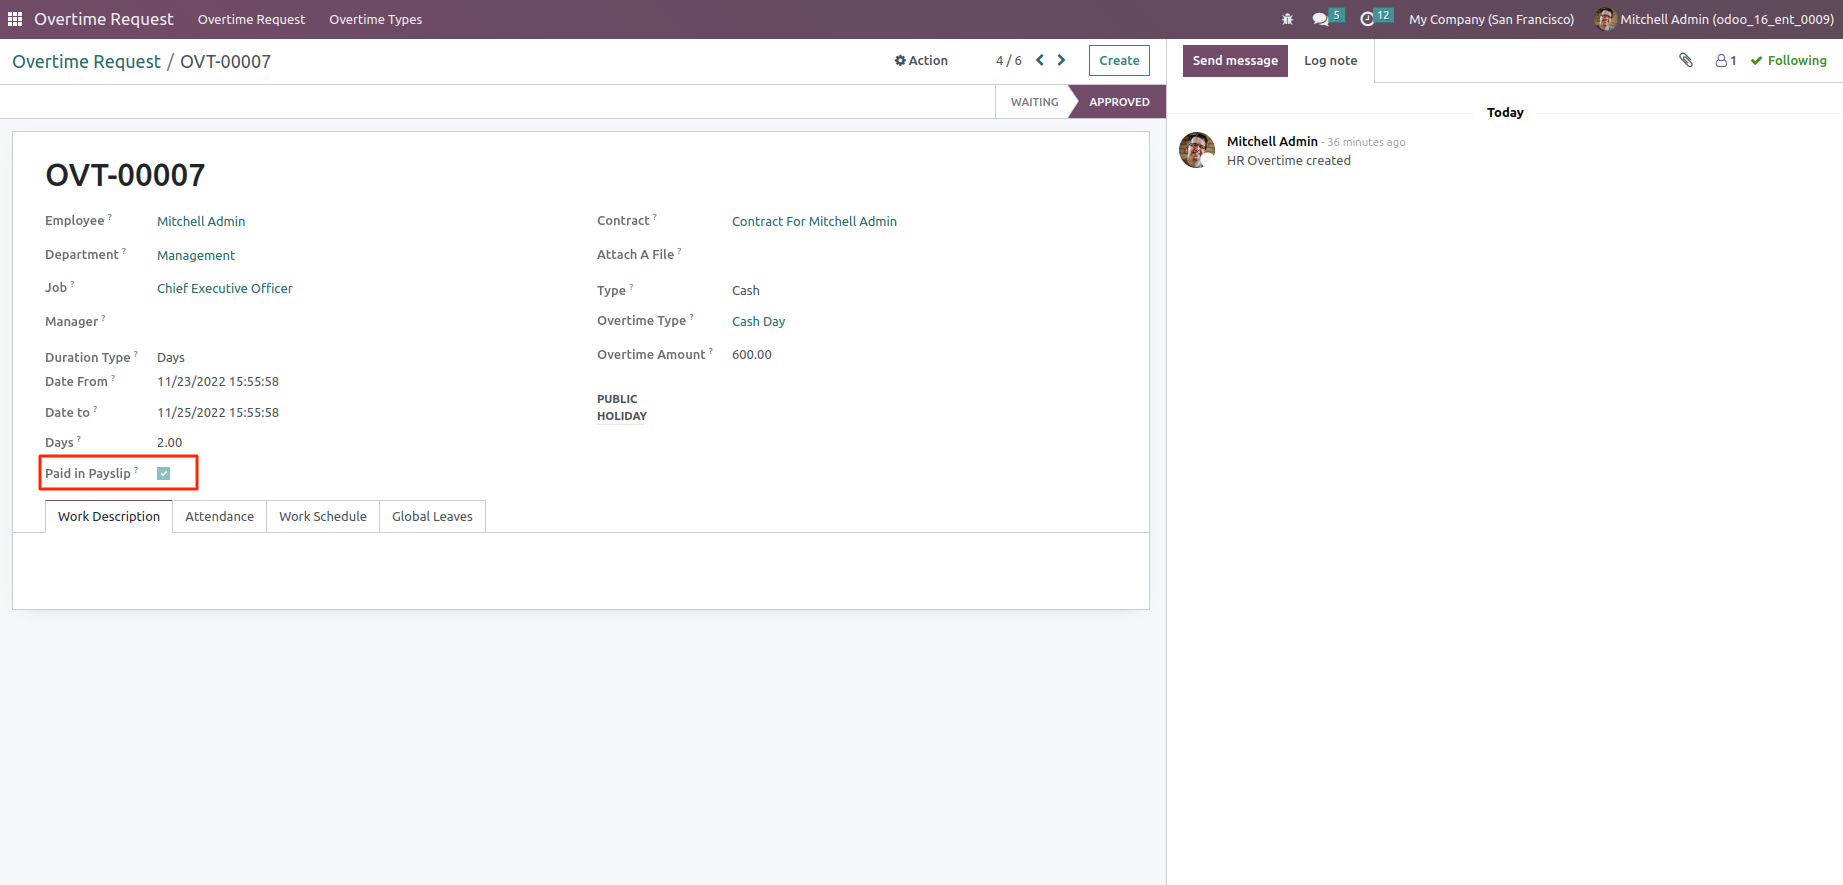 Overtime Request Overtime Request Overtime Types 5 12 My Company (San Francisco) Mitchell Admin (odoo_16_ent_0009)
Overtime Request / OVT-00007 Action 4 / 6 Create
Send message Log note 1 Following
WAITING APPROVED
Today
Mitchell Admin - 36 minutes ago
HR Overtime created
OVT-00007
Employee ? Mitchell Admin
Department ? Management
Job ? Chief Executive Officer
Manager ?
Duration Type ? Days
Date From ? 11/23/2022 15:55:58
Date to ? 11/25/2022 15:55:58
Days ? 2.00
Paid in Payslip ?
Contract ? Contract For Mitchell Admin
Attach A File ?
Type ? Cash
Overtime Type ? Cash Day
Overtime Amount ? 600.00
PUBLIC
HOLIDAY
Work Description Attendance Work Schedule Global Leaves